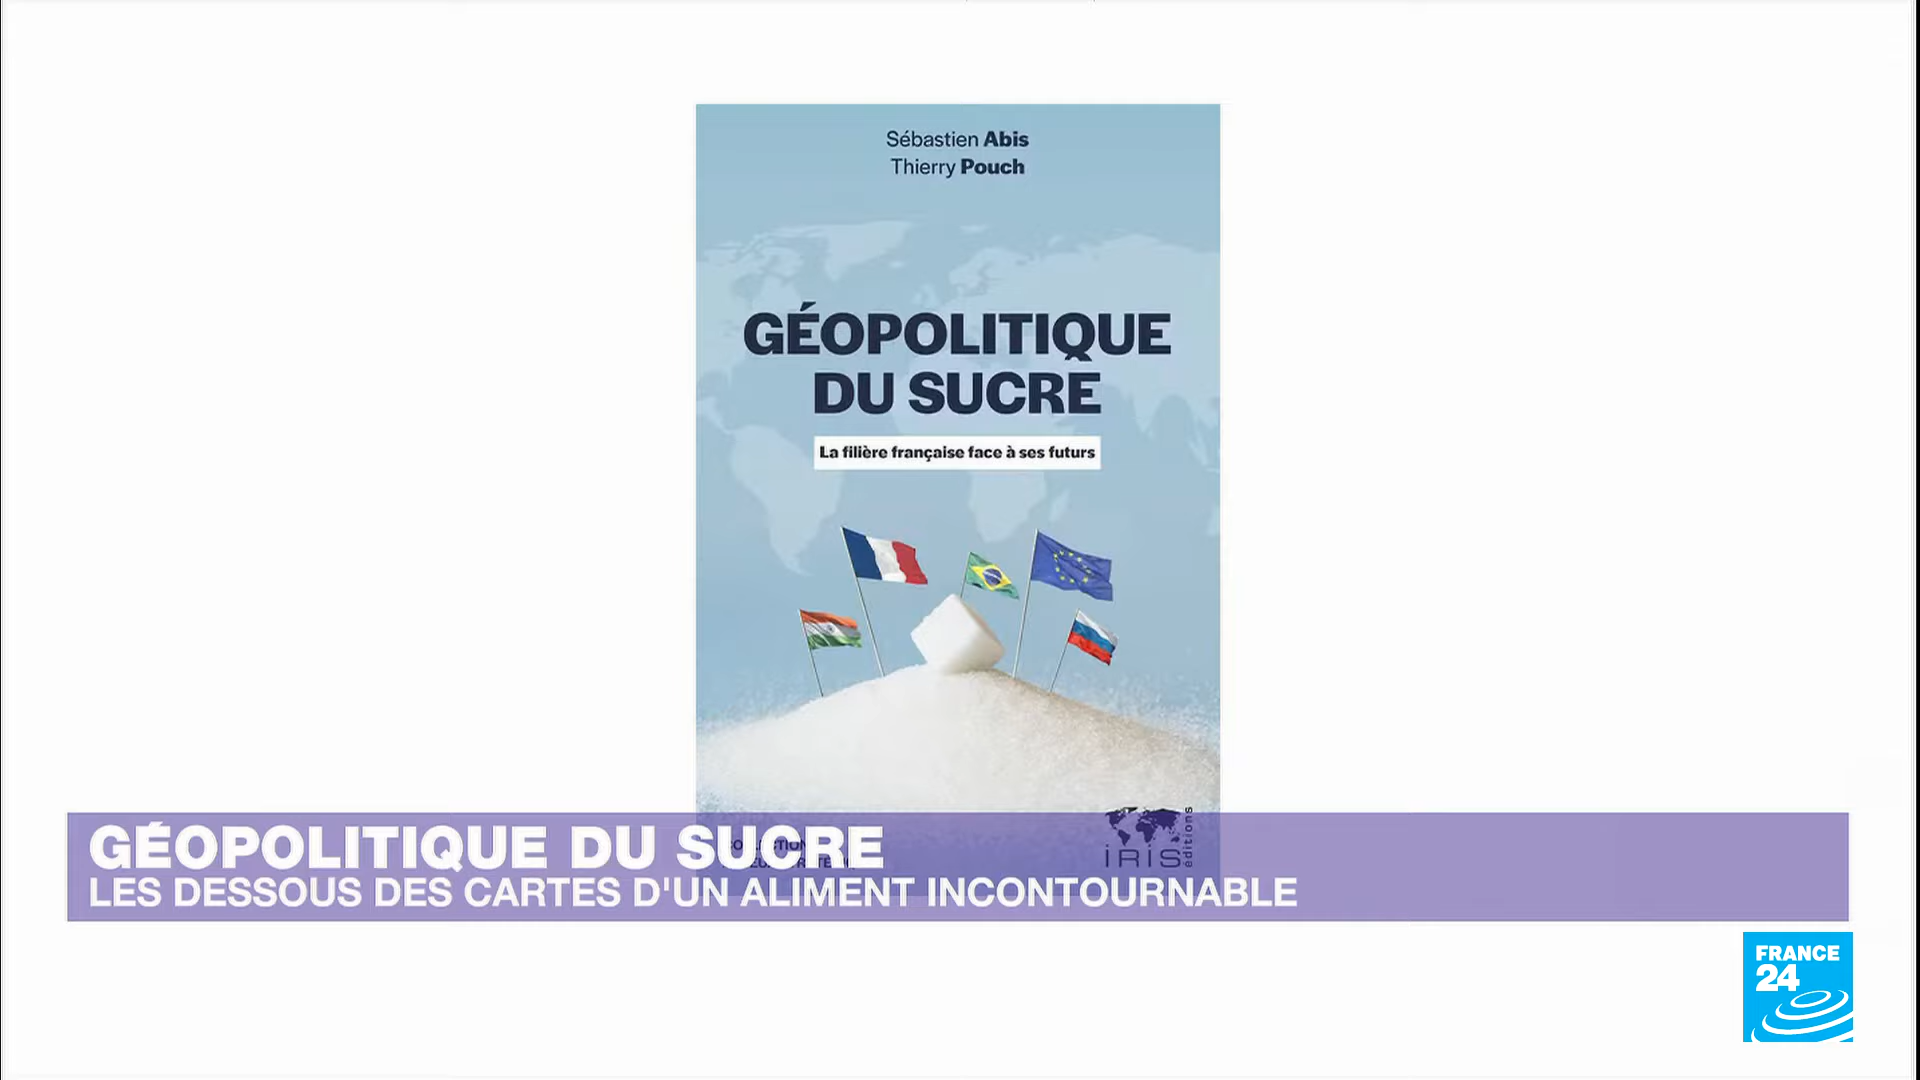 Sébastien Abis
Thierry Pouch
GÉOPOLITIQUE
DU SUCRE
La filière française face à ses futurs
iRiS
éditions
GÉOPOLITIQUE DU SUCRE
LES DESSOUS DES CARTES D'UN ALIMENT INCONTOURNABLE
FRANCE
24